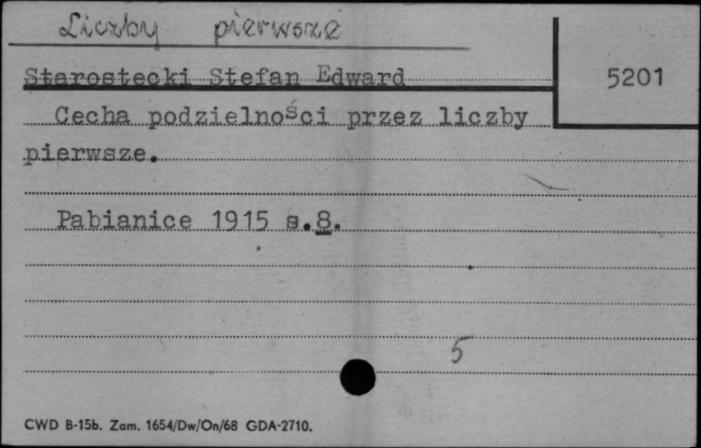 Liczby pierwsze
Starostecki Stefan Edward
5201
Cecha podzielności przez liczby
pierwsze.
Pabianice 1915 s.8.
5
CWD B-15b. Zam. 1654/Dw/On/68 GDA-2710.